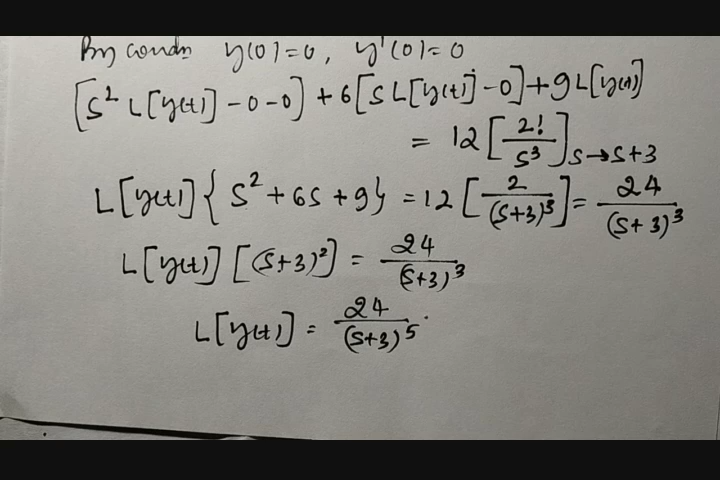 By condn y(0)=0, y'(0)=0
[S² L[y(t)] - 0 - 0] + 6[S L[y(t)] - 0] + 9 L[y(t)]
= 12 [2!/S³]S→S+3
L[y(t)] {S² + 6S + 9} = 12 [2/(S+3)³] = 24/(S+3)³
L[y(t)] [(S+3)²] = 24/(S+3)³
L[y(t)] = 24/(S+3)⁵.